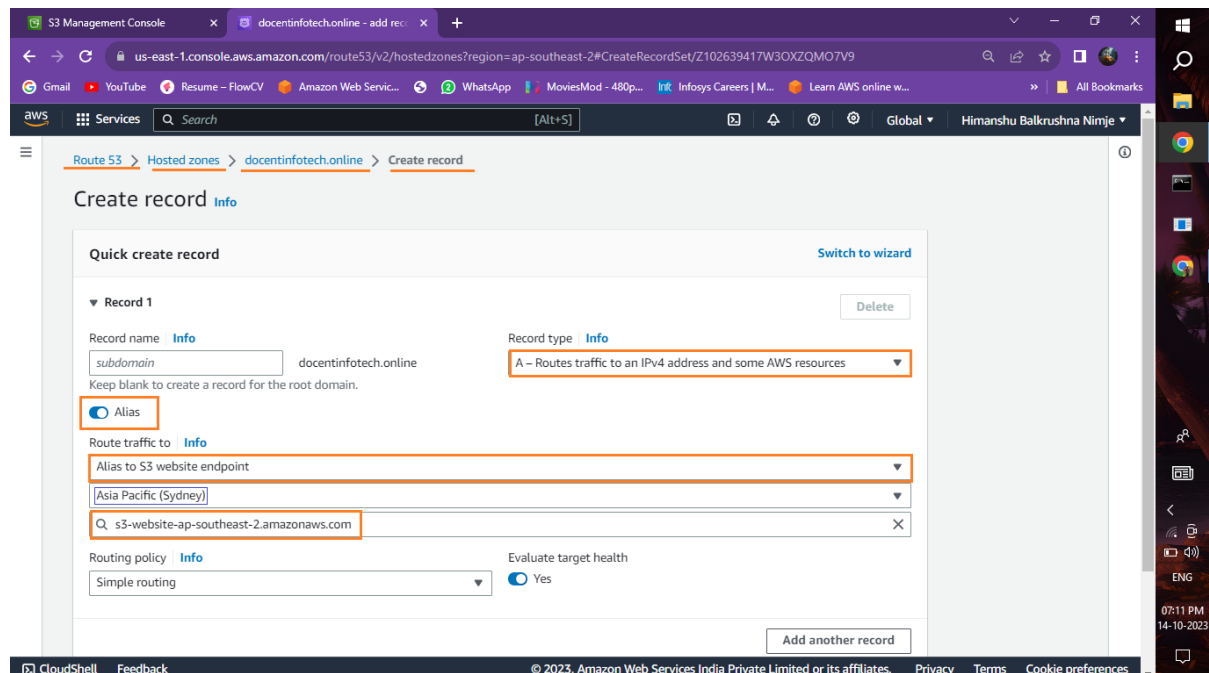 S3 Management Console
docentinfotech.online - add rec
us-east-1.console.aws.amazon.com/route53/v2/hostedzones?region=ap-southeast-2#CreateRecordSet/Z102639417W3OXZQMO7V9
Gmail YouTube Resume – FlowCV Amazon Web Servic... WhatsApp MoviesMod - 480p... Infosys Careers | M... Learn AWS online w... » All Bookmarks
aws Services Search [Alt+S] Global Himanshu Balkrushna Nimje
Route 53 > Hosted zones > docentinfotech.online > Create record
Create record Info
Quick create record Switch to wizard
Record 1 Delete
Record name Info Record type Info
subdomain docentinfotech.online A – Routes traffic to an IPv4 address and some AWS resources
Keep blank to create a record for the root domain.
Alias
Route traffic to Info
Alias to S3 website endpoint
Asia Pacific (Sydney)
s3-website-ap-southeast-2.amazonaws.com
Routing policy Info Evaluate target health
Simple routing Yes
Add another record
CloudShell Feedback © 2023, Amazon Web Services India Private Limited or its affiliates. Privacy Terms Cookie preferences
ENG
07:11 PM
14-10-2023